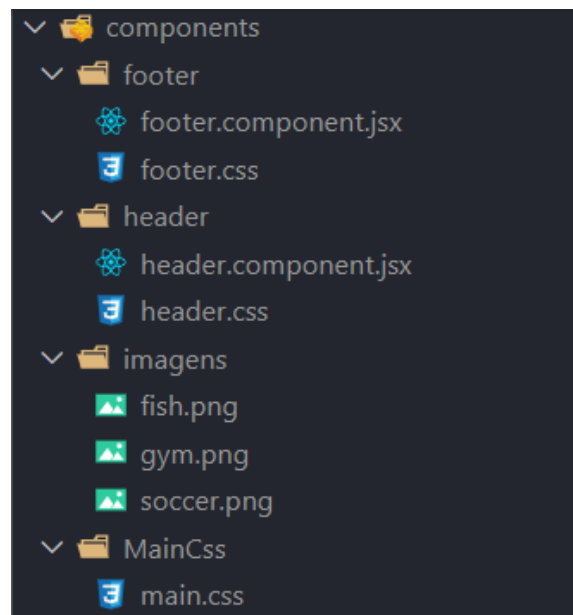 components
footer
footer.component.jsx
footer.css
header
header.component.jsx
header.css
imagens
fish.png
gym.png
soccer.png
MainCss
main.css